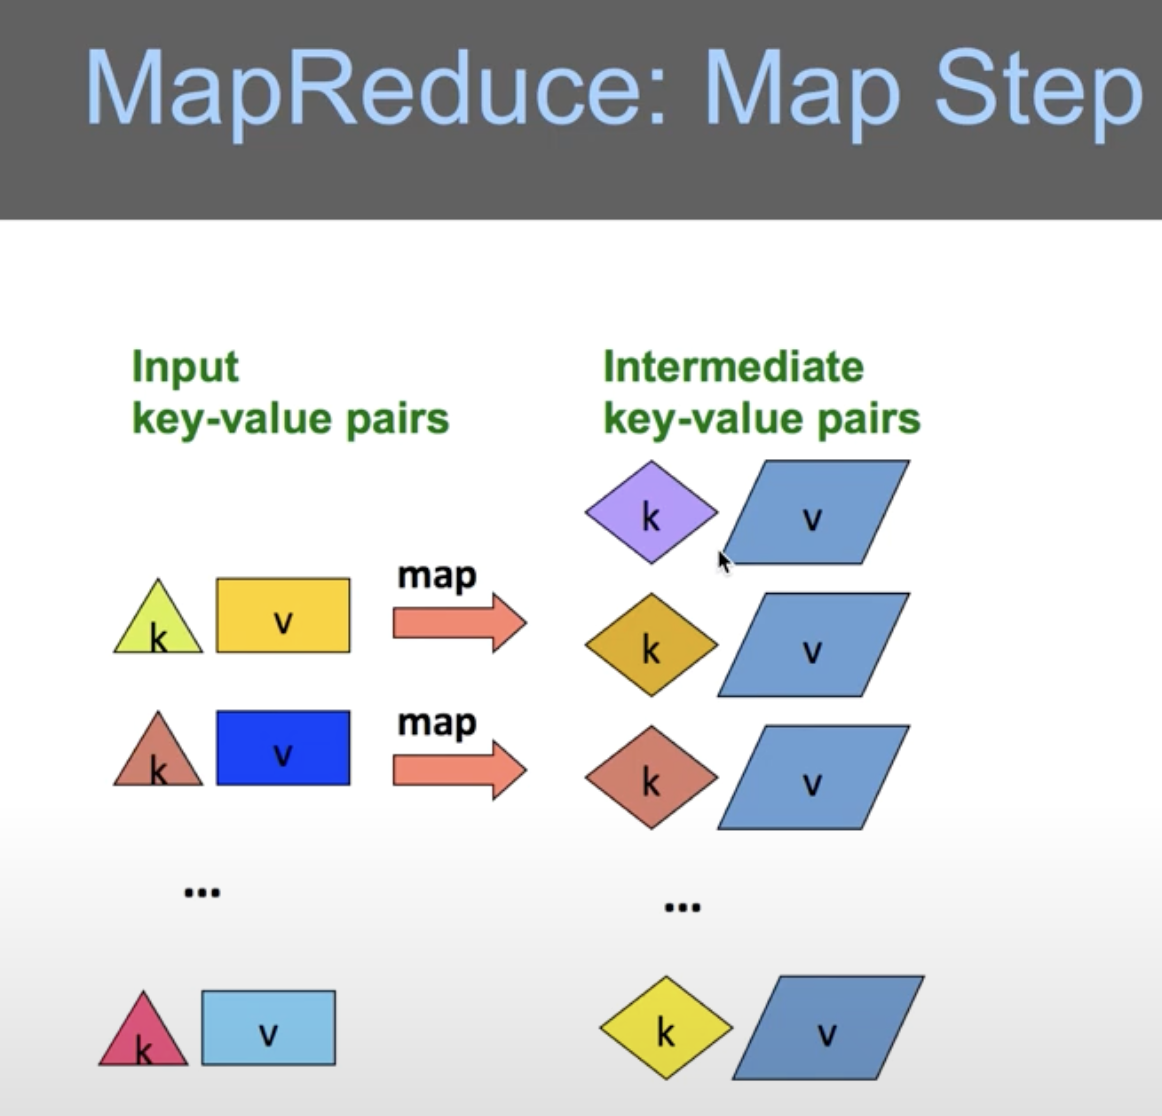 MapReduce: Map Step
Input
key-value pairs
Intermediate
key-value pairs
k v
k v
map
k v
k v
map
k v
k v
...
...
k v
k v